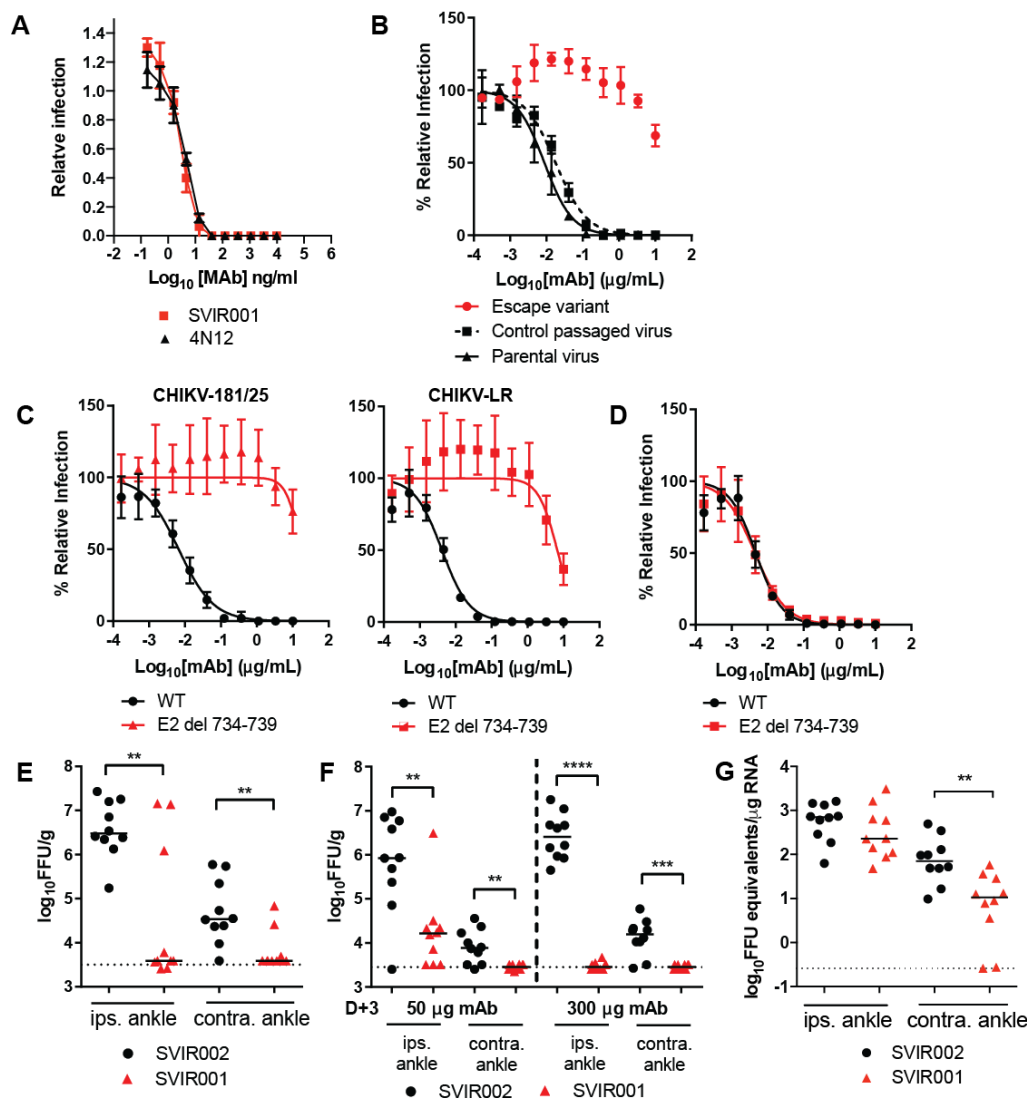 A
Relatve infection
1.4
1.2
1.0
0.8
0.6
0.4
0.2
0.0
-2 -1 0 1 2 3 4 5 6
Log10 [MAb] ng/ml
SVIR001
4N12
B
% Relative Infection
150
100
50
0
-4 -3 -2 -1 0 1 2
Log10[mAb] (µg/mL)
Escape variant
Control passaged virus
Parental virus
C
CHIKV-181/25
% Relative Infection
150
100
50
0
-4 -3 -2 -1 0 1 2
Log10[mAb] (µg/mL)
WT
E2 del 734-739
CHIKV-LR
150
100
50
0
-4 -3 -2 -1 0 1 2
Log10[mAb] (µg/mL)
WT
E2 del 734-739
D
% Relative Infection
150
100
50
0
-4 -3 -2 -1 0 1 2
Log10[mAb] (µg/mL)
WT
E2 del 734-739
E
log10FFU/g
8
7
6
5
4
3
** **
ips. ankle contra. ankle
SVIR002
SVIR001
F
log10FFU/g
8
7
6
5
4
3
** ** **** ***
D+3 50 µg mAb 300 µg mAb
ips. ankle contra. ankle ips. ankle contra. ankle
SVIR002 SVIR001
G
log10FFU equivalents/µg RNA
4
3
2
1
0
-1
**
ips. ankle contra. ankle
SVIR002
SVIR001